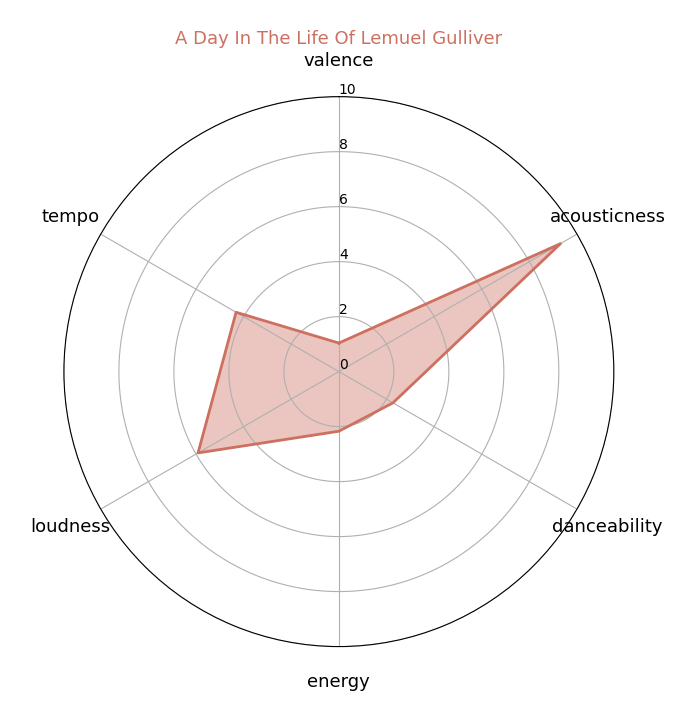 A Day In The Life Of Lemuel Gulliver
valence
10
8
6
4
2
0
tempo
acousticness
loudness
danceability
energy